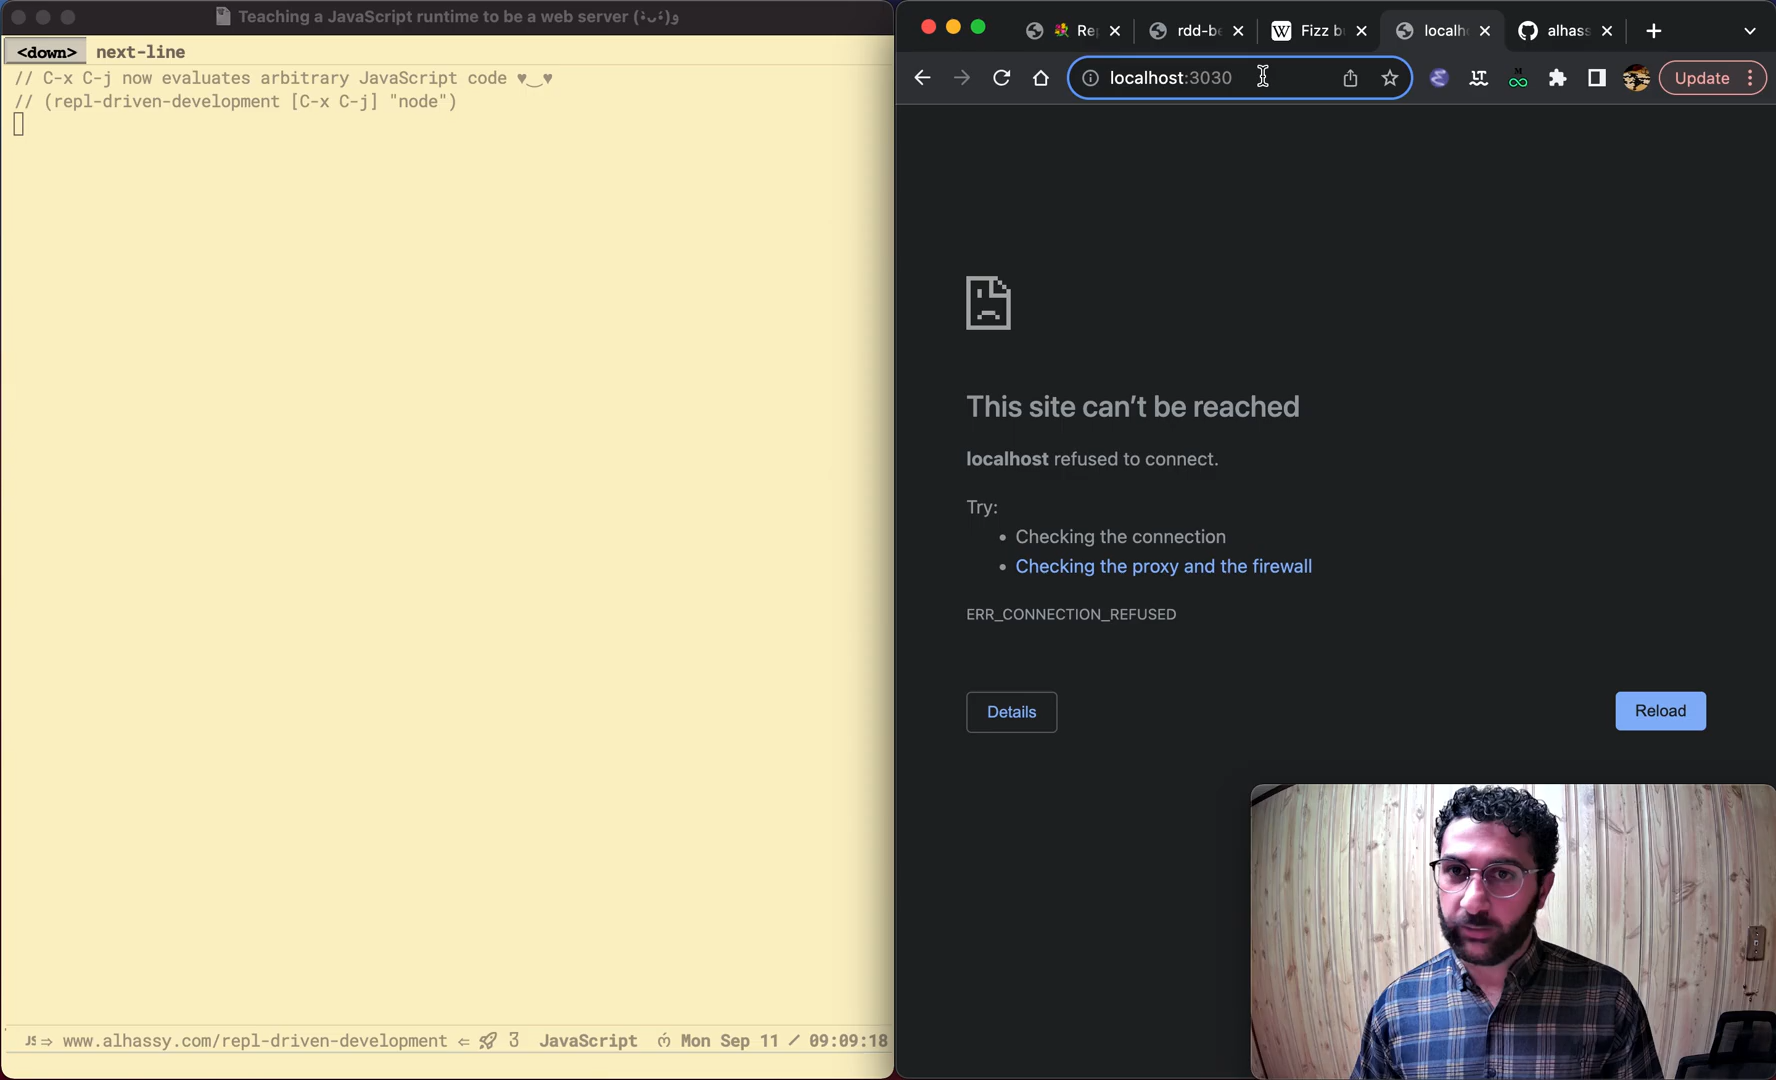 Teaching a JavaScript runtime to be a web server (
<down> next-line
// C-x C-j now evaluates arbitrary JavaScript code ♥‿♥
// (repl-driven-development [C-x C-j] "node")
⇒ www.alhassy.com/repl-driven-development ⇐ 🚀 3 JavaScript Mon Sep 11 / 09:09:18
Rep
rdd-be
W Fizz bu
localh
alhass
localhost:3030
Update
This site can't be reached
localhost refused to connect.
Try:
• Checking the connection
• Checking the proxy and the firewall
ERR_CONNECTION_REFUSED
Details
Reload